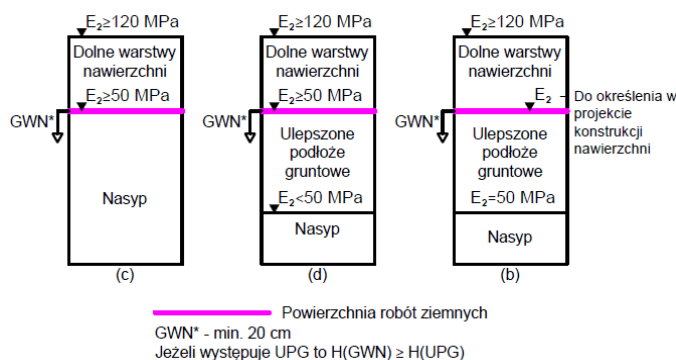 E₂≥120 MPa
Dolne warstwy
nawierzchni
E₂≥50 MPa
GWN*
Nasyp
(c)
E₂≥120 MPa
Dolne warstwy
nawierzchni
E₂≥50 MPa
GWN*
Ulepszone
podłoże
gruntowe
E₂<50 MPa
Nasyp
(d)
E₂≥120 MPa
Dolne warstwy
nawierzchni
E₂ - Do określenia w
projekcie
konstrukcji
nawierzchni
GWN*
Ulepszone
podłoże
gruntowe
E₂=50 MPa
Nasyp
(b)
Powierzchnia robót ziemnych
GWN* - min. 20 cm
Jeżeli występuje UPG to H(GWN) ≥ H(UPG)